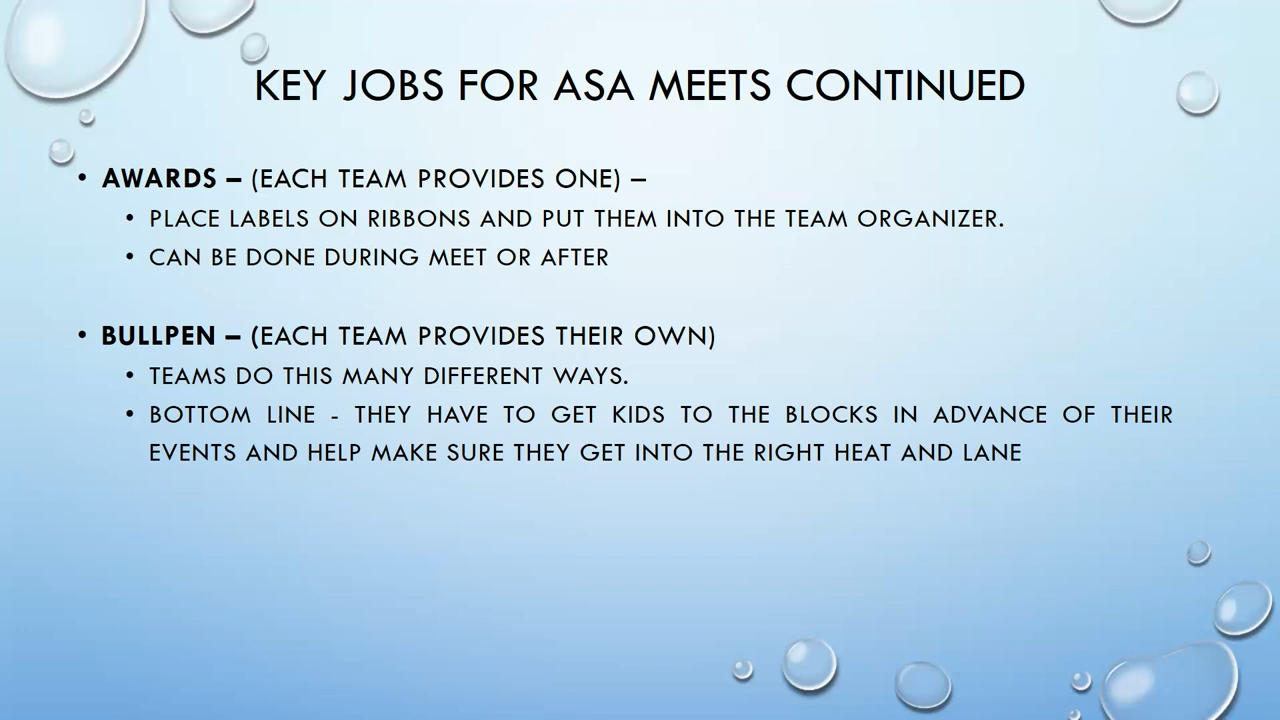 KEY JOBS FOR ASA MEETS CONTINUED
• AWARDS – (EACH TEAM PROVIDES ONE) –
• PLACE LABELS ON RIBBONS AND PUT THEM INTO THE TEAM ORGANIZER.
• CAN BE DONE DURING MEET OR AFTER
• BULLPEN – (EACH TEAM PROVIDES THEIR OWN)
• TEAMS DO THIS MANY DIFFERENT WAYS.
• BOTTOM LINE - THEY HAVE TO GET KIDS TO THE BLOCKS IN ADVANCE OF THEIR
EVENTS AND HELP MAKE SURE THEY GET INTO THE RIGHT HEAT AND LANE